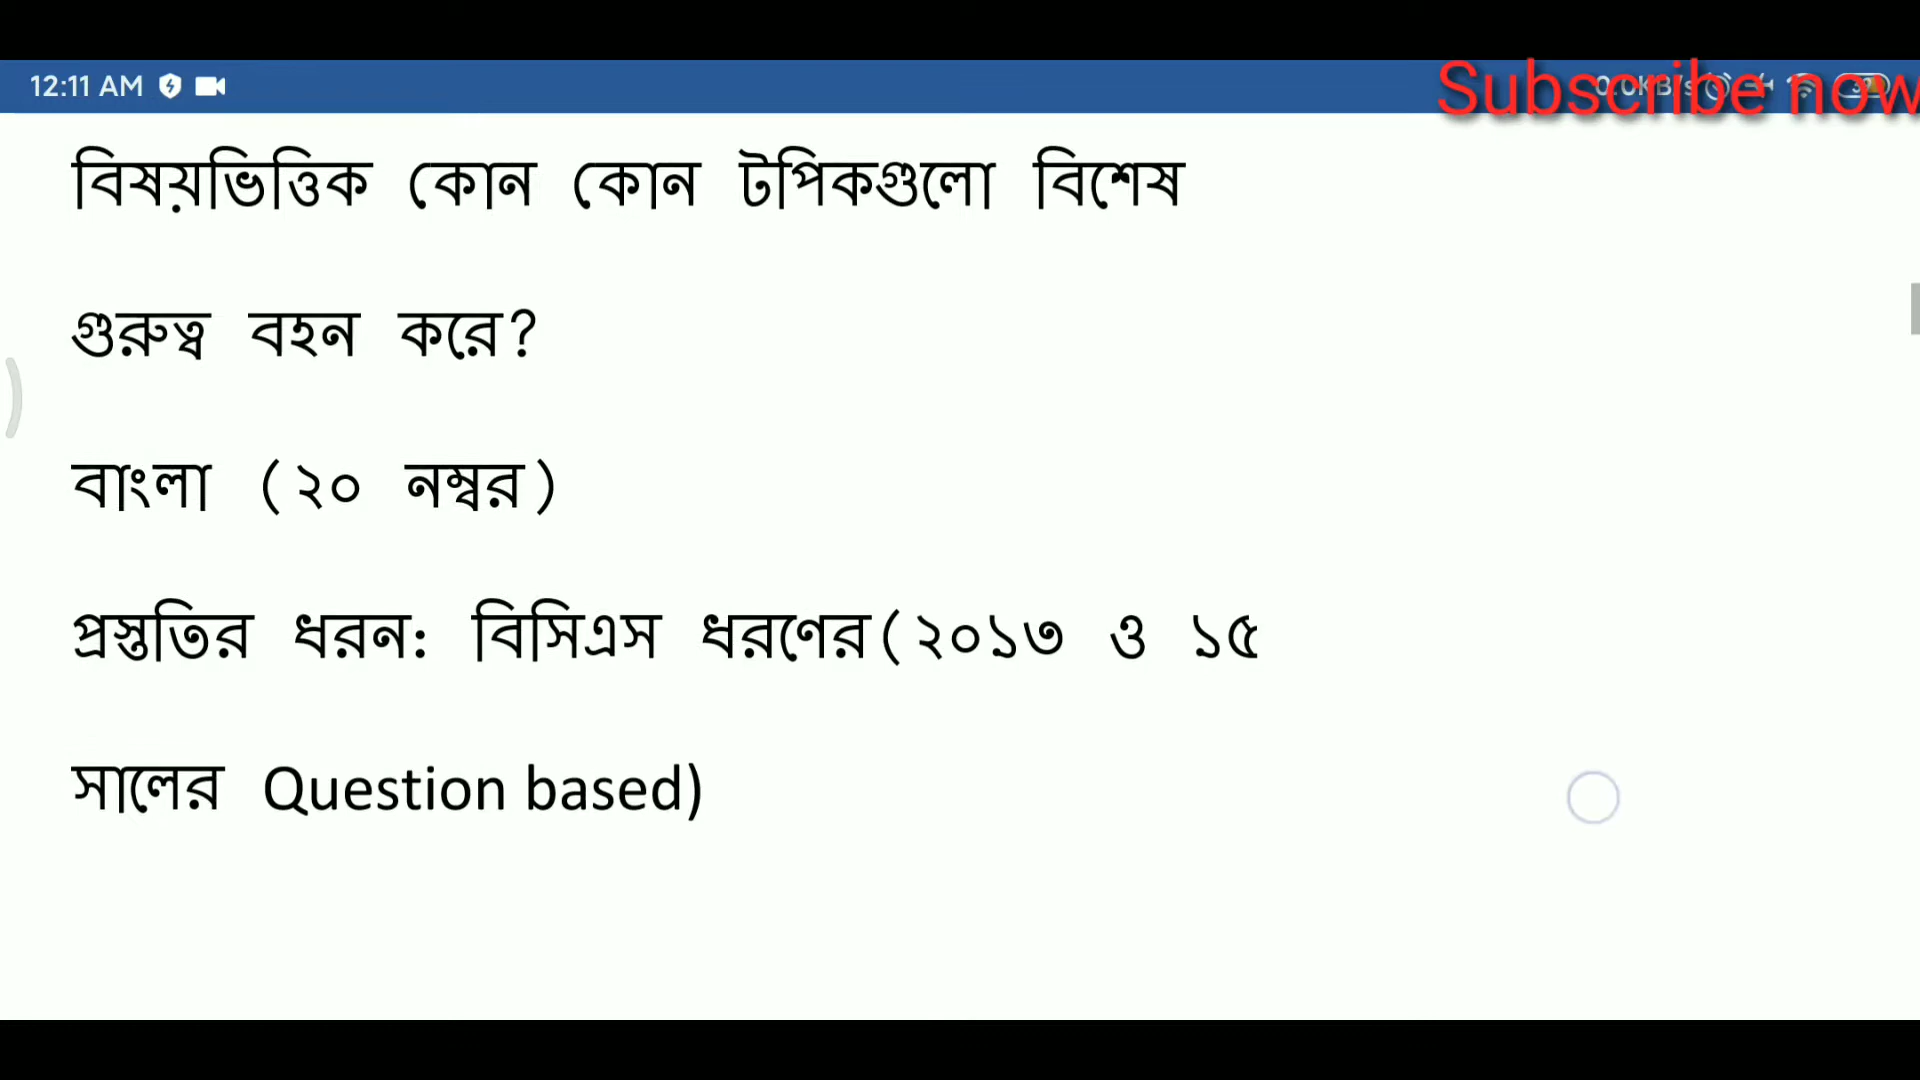 12:11 AM
Subscribe now
বিষয়ভিত্তিক কোন কোন টপিকগুলো বিশেষ
গুরুত্ব বহন করে?
বাংলা (২০ নম্বর)
প্রস্ততির ধরন: বিসিএস ধরণের(২০১৩ ও ১৫
সালের Question based)